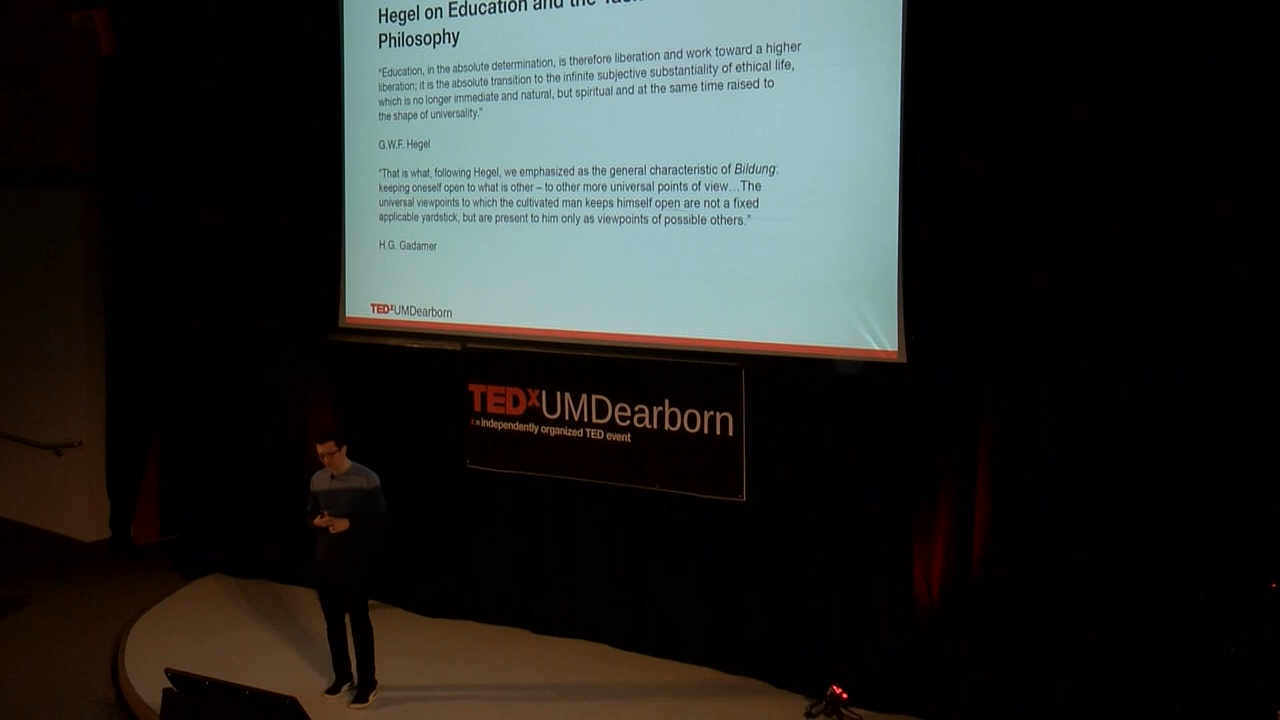 Hegel on Education and the Task
Philosophy
“Education, in the absolute determination, is therefore liberation and work toward a higher
liberation; it is the absolute transition to the infinite subjective substantiality of ethical life,
which is no longer immediate and natural, but spiritual and at the same time raised to
the shape of universality.”
G.W.F. Hegel
“That is what, following Hegel, we emphasized as the general characteristic of Bildung:
keeping oneself open to what is other – to other more universal points of view…The
universal viewpoints to which the cultivated man keeps himself open are not a fixed
applicable yardstick, but are present to him only as viewpoints of possible others.”
H.G. Gadamer
TEDxUMDearborn
TEDxUMDearborn
independently organized TED event